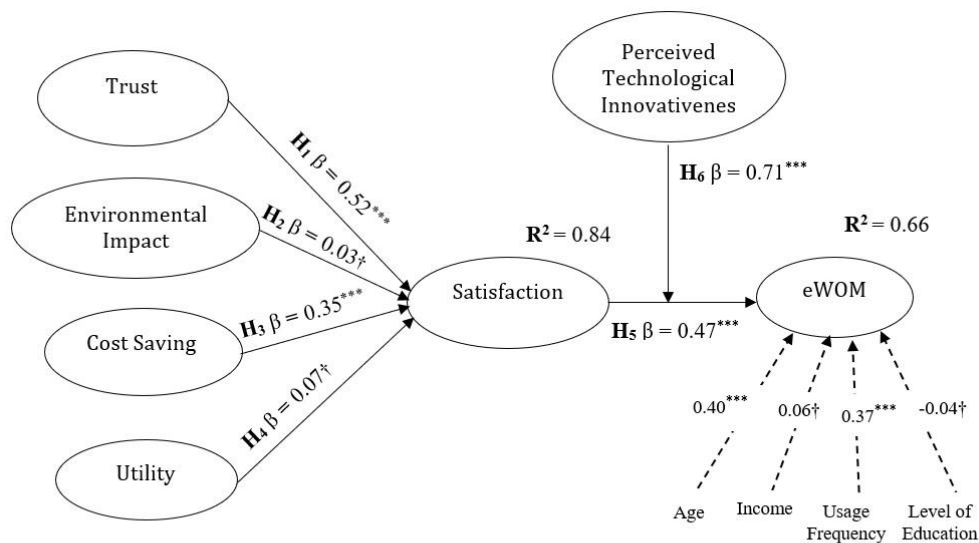 Trust
Environmental
Impact
Cost Saving
Utility
H1 β = 0.52***
H2 β = 0.03†
H3 β = 0.35***
H4 β = 0.07†
R2 = 0.84
Satisfaction
Perceived
Technological
Innovativenes
H6 β = 0.71***
H5 β = 0.47***
R2 = 0.66
eWOM
0.40*** 0.06† 0.37*** -0.04†
Age Income Usage Level of
Frequency Education